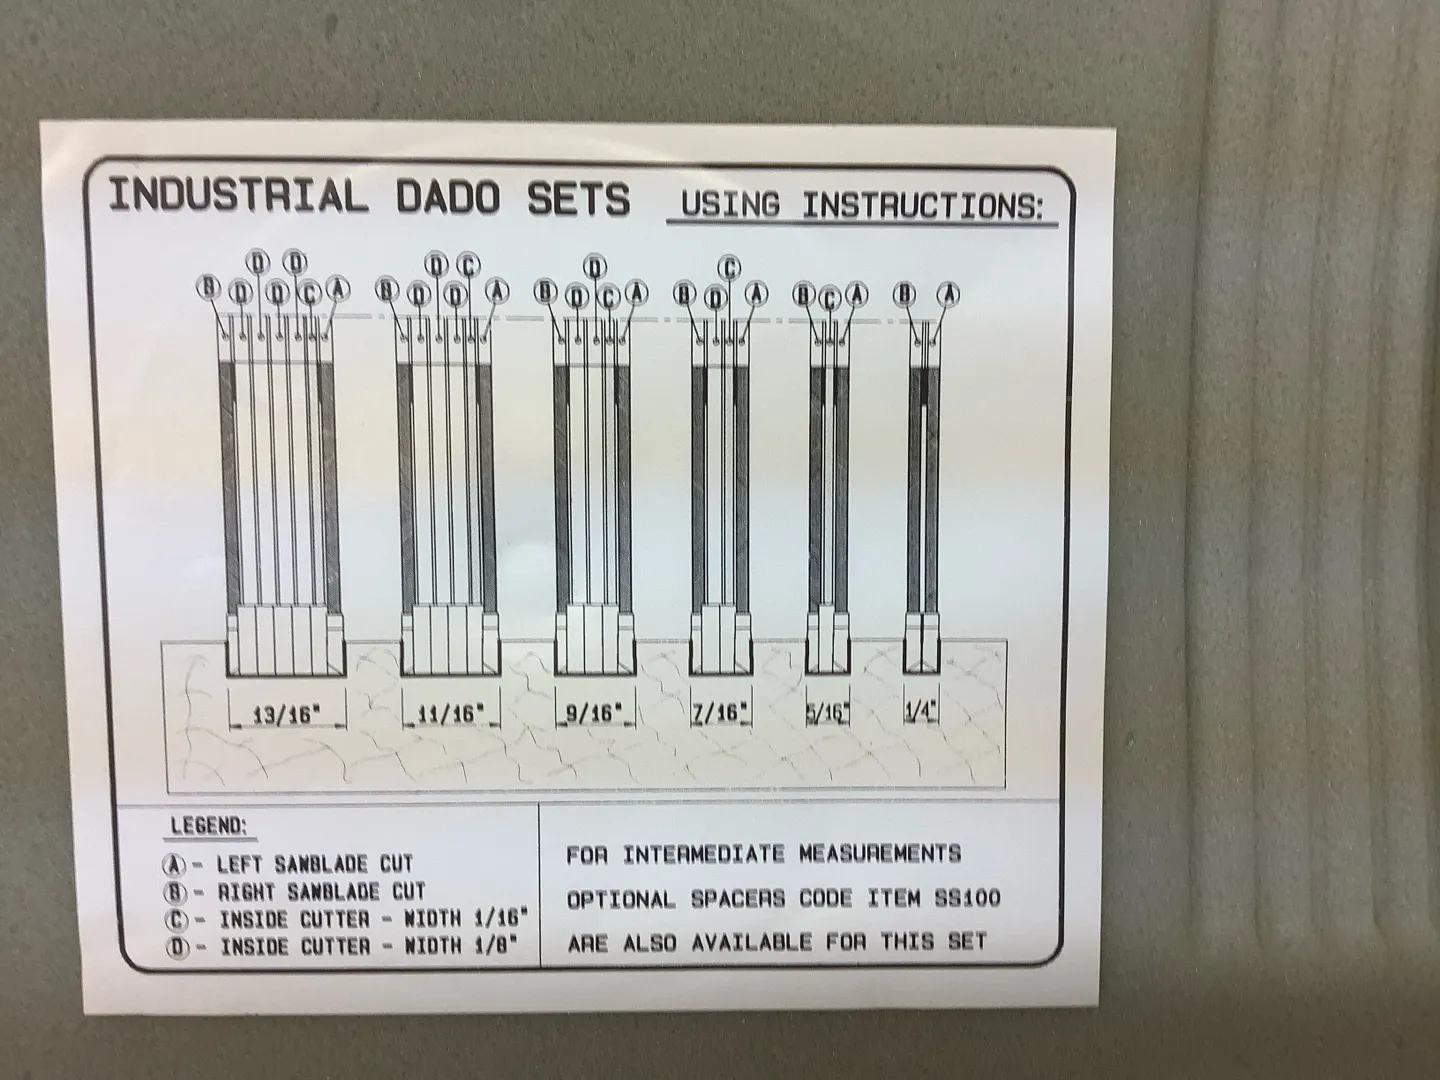 INDUSTRIAL DADO SETS USING INSTRUCTIONS:
D D D C D C
B D D C A B D D A B D C A B D A B C A B A
13/16" 11/16" 9/16" 7/16" 5/16" 1/4"
LEGEND:
A - LEFT SAWBLADE CUT
B - RIGHT SAWBLADE CUT
C - INSIDE CUTTER - WIDTH 1/16"
D - INSIDE CUTTER - WIDTH 1/8"
FOR INTERMEDIATE MEASUREMENTS
OPTIONAL SPACERS CODE ITEM SS100
ARE ALSO AVAILABLE FOR THIS SET